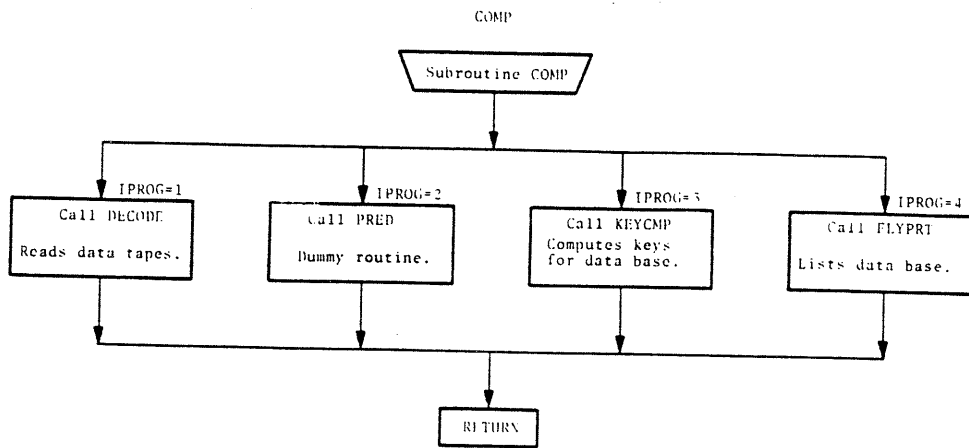 COMP
Subroutine COMP
IPROG=1
IPROG=2
IPROG=3
IPROG=4
Call DECODE
Reads data tapes.
Call PRED
Dummy routine.
Call KEYCMP
Computes keys
for data base.
Call FLYPRT
Lists data base.
RETURN